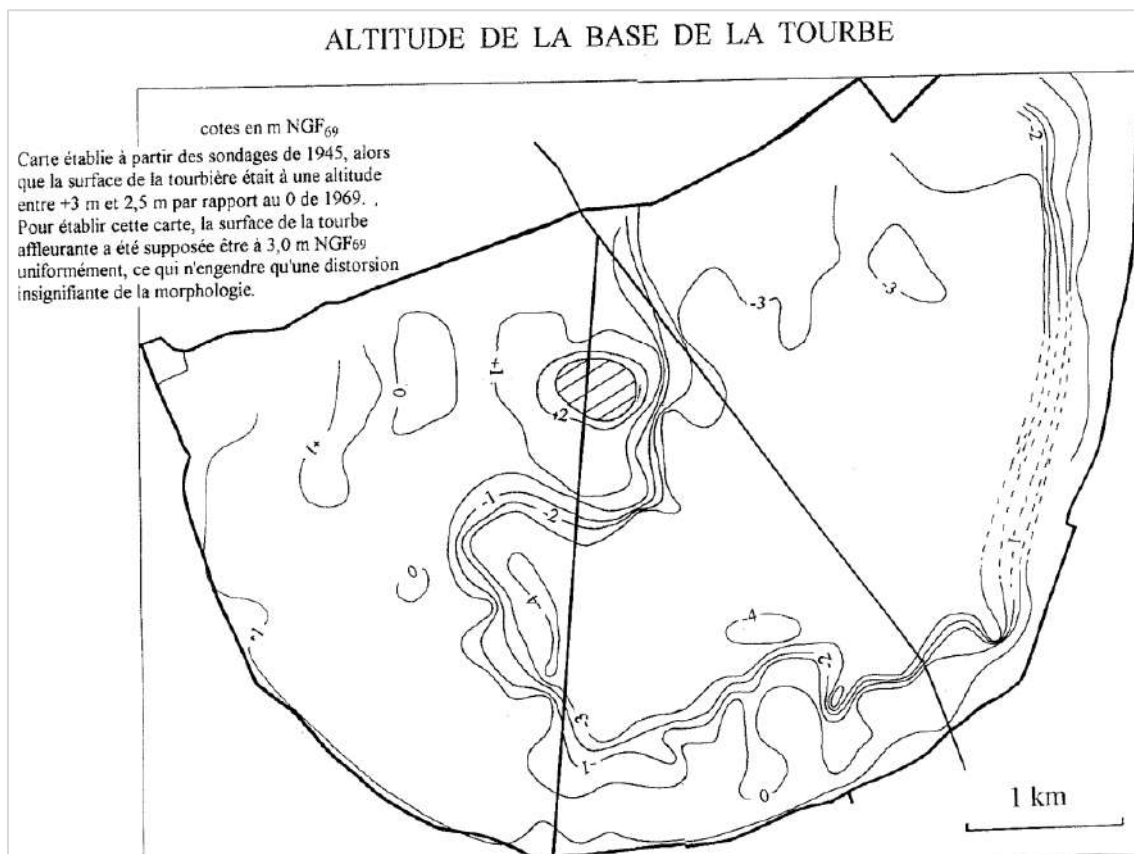 ALTITUDE DE LA BASE DE LA TOURBE
cotes en m NGF69
Carte établie à partir des sondages de 1945, alors
que la surface de la tourbière était à une altitude
entre +3 m et 2,5 m par rapport au 0 de 1969. .
Pour établir cette carte, la surface de la tourbe
affleurante a été supposée être à 3,0 m NGF69
uniformément, ce qui n'engendre qu'une distorsion
insignifiante de la morphologie.
-2
-3
-3
+1
0
+2
+1
-1
-2
0
-4
-1
+1
-4
-2
-3
-1
0
1 km